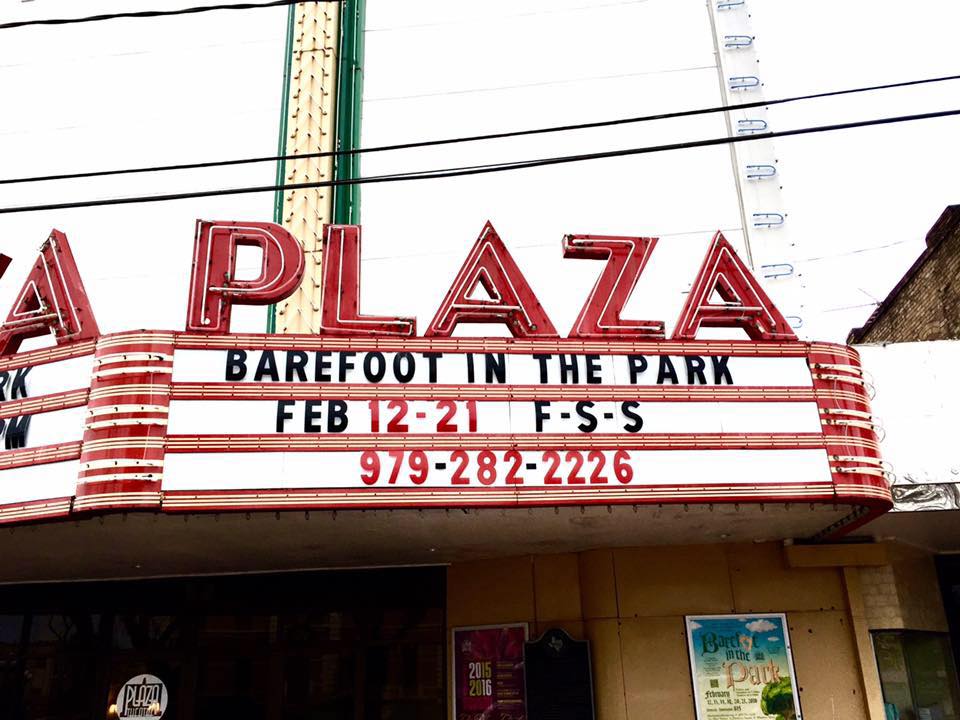 PLAZA
BAREFOOT IN THE PARK
FEB 12-21 F-S-S
979-282-2226
RK
PM
2015
2016
PLAZA
Barefoot
in the
Park
February